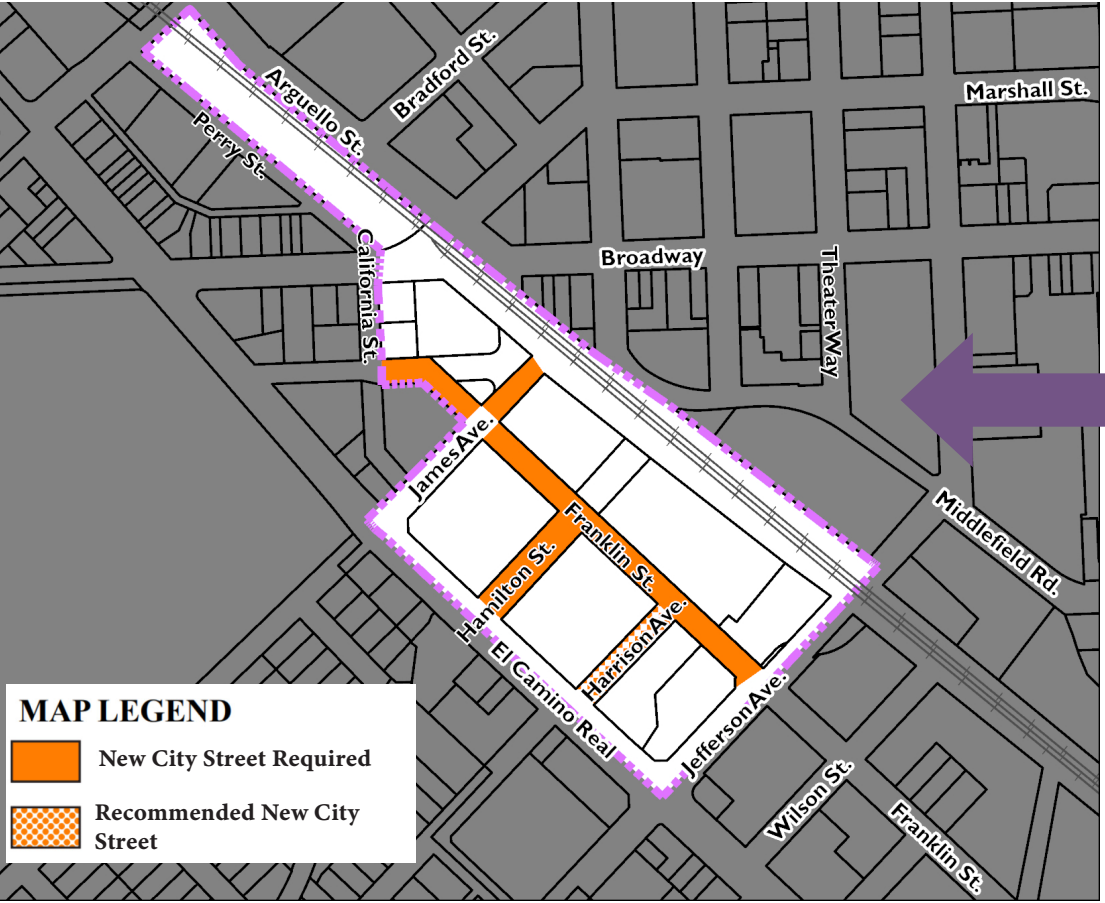 Bradford St.
Marshall St.
Arguello St.
Perry St.
California St.
Broadway
Theater Way
James Ave.
Franklin St.
Hamilton St.
Harrison Ave.
Middlefield Rd.
El Camino Real
Jefferson Ave.
Wilson St.
Franklin St.
MAP LEGEND
New City Street Required
Recommended New City
Street